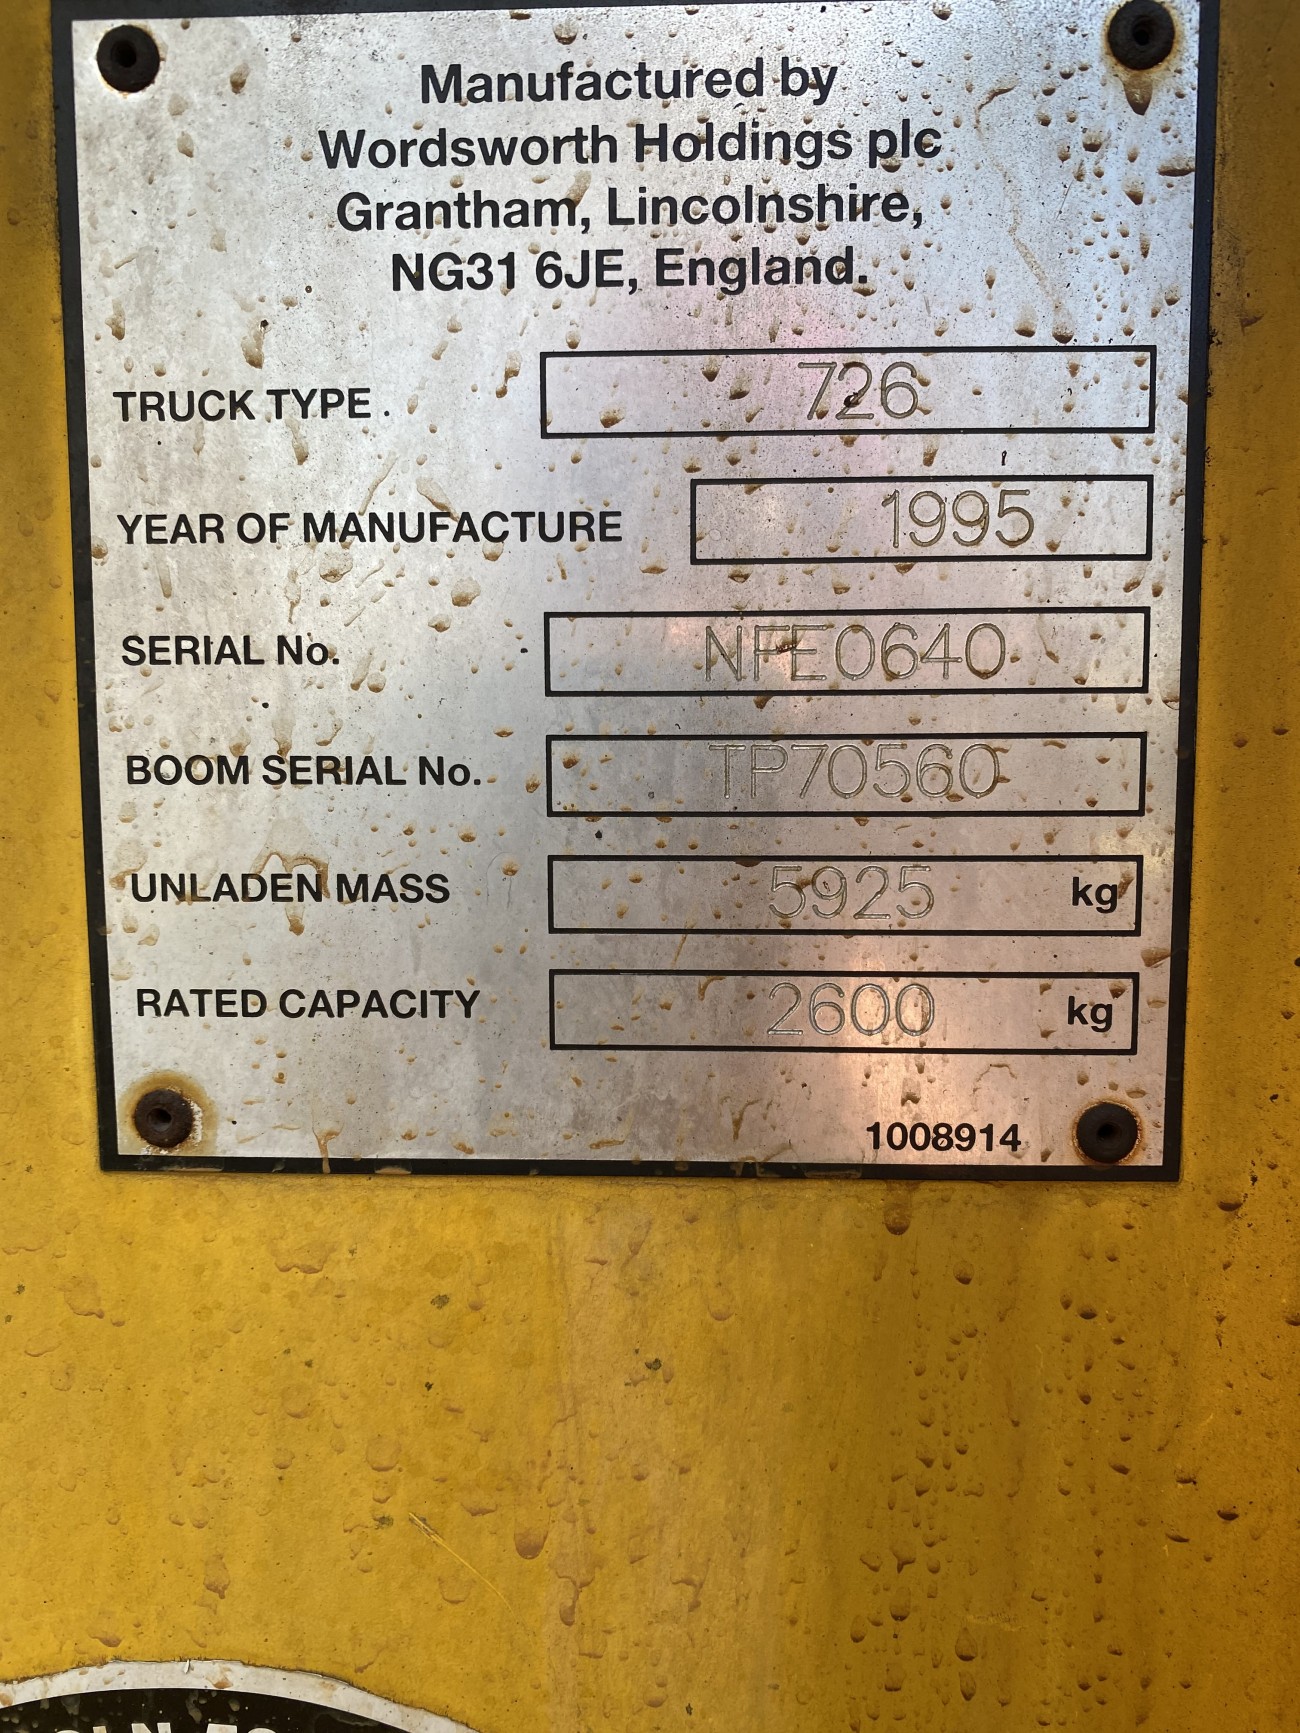 Manufactured by
Wordsworth Holdings plc
Grantham, Lincolnshire,
NG31 6JE, England.
TRUCK TYPE . 726
YEAR OF MANUFACTURE 1995
SERIAL No. NFE0640
BOOM SERIAL No. TP70560
UNLADEN MASS 5925 kg
RATED CAPACITY 2600 kg
1008914